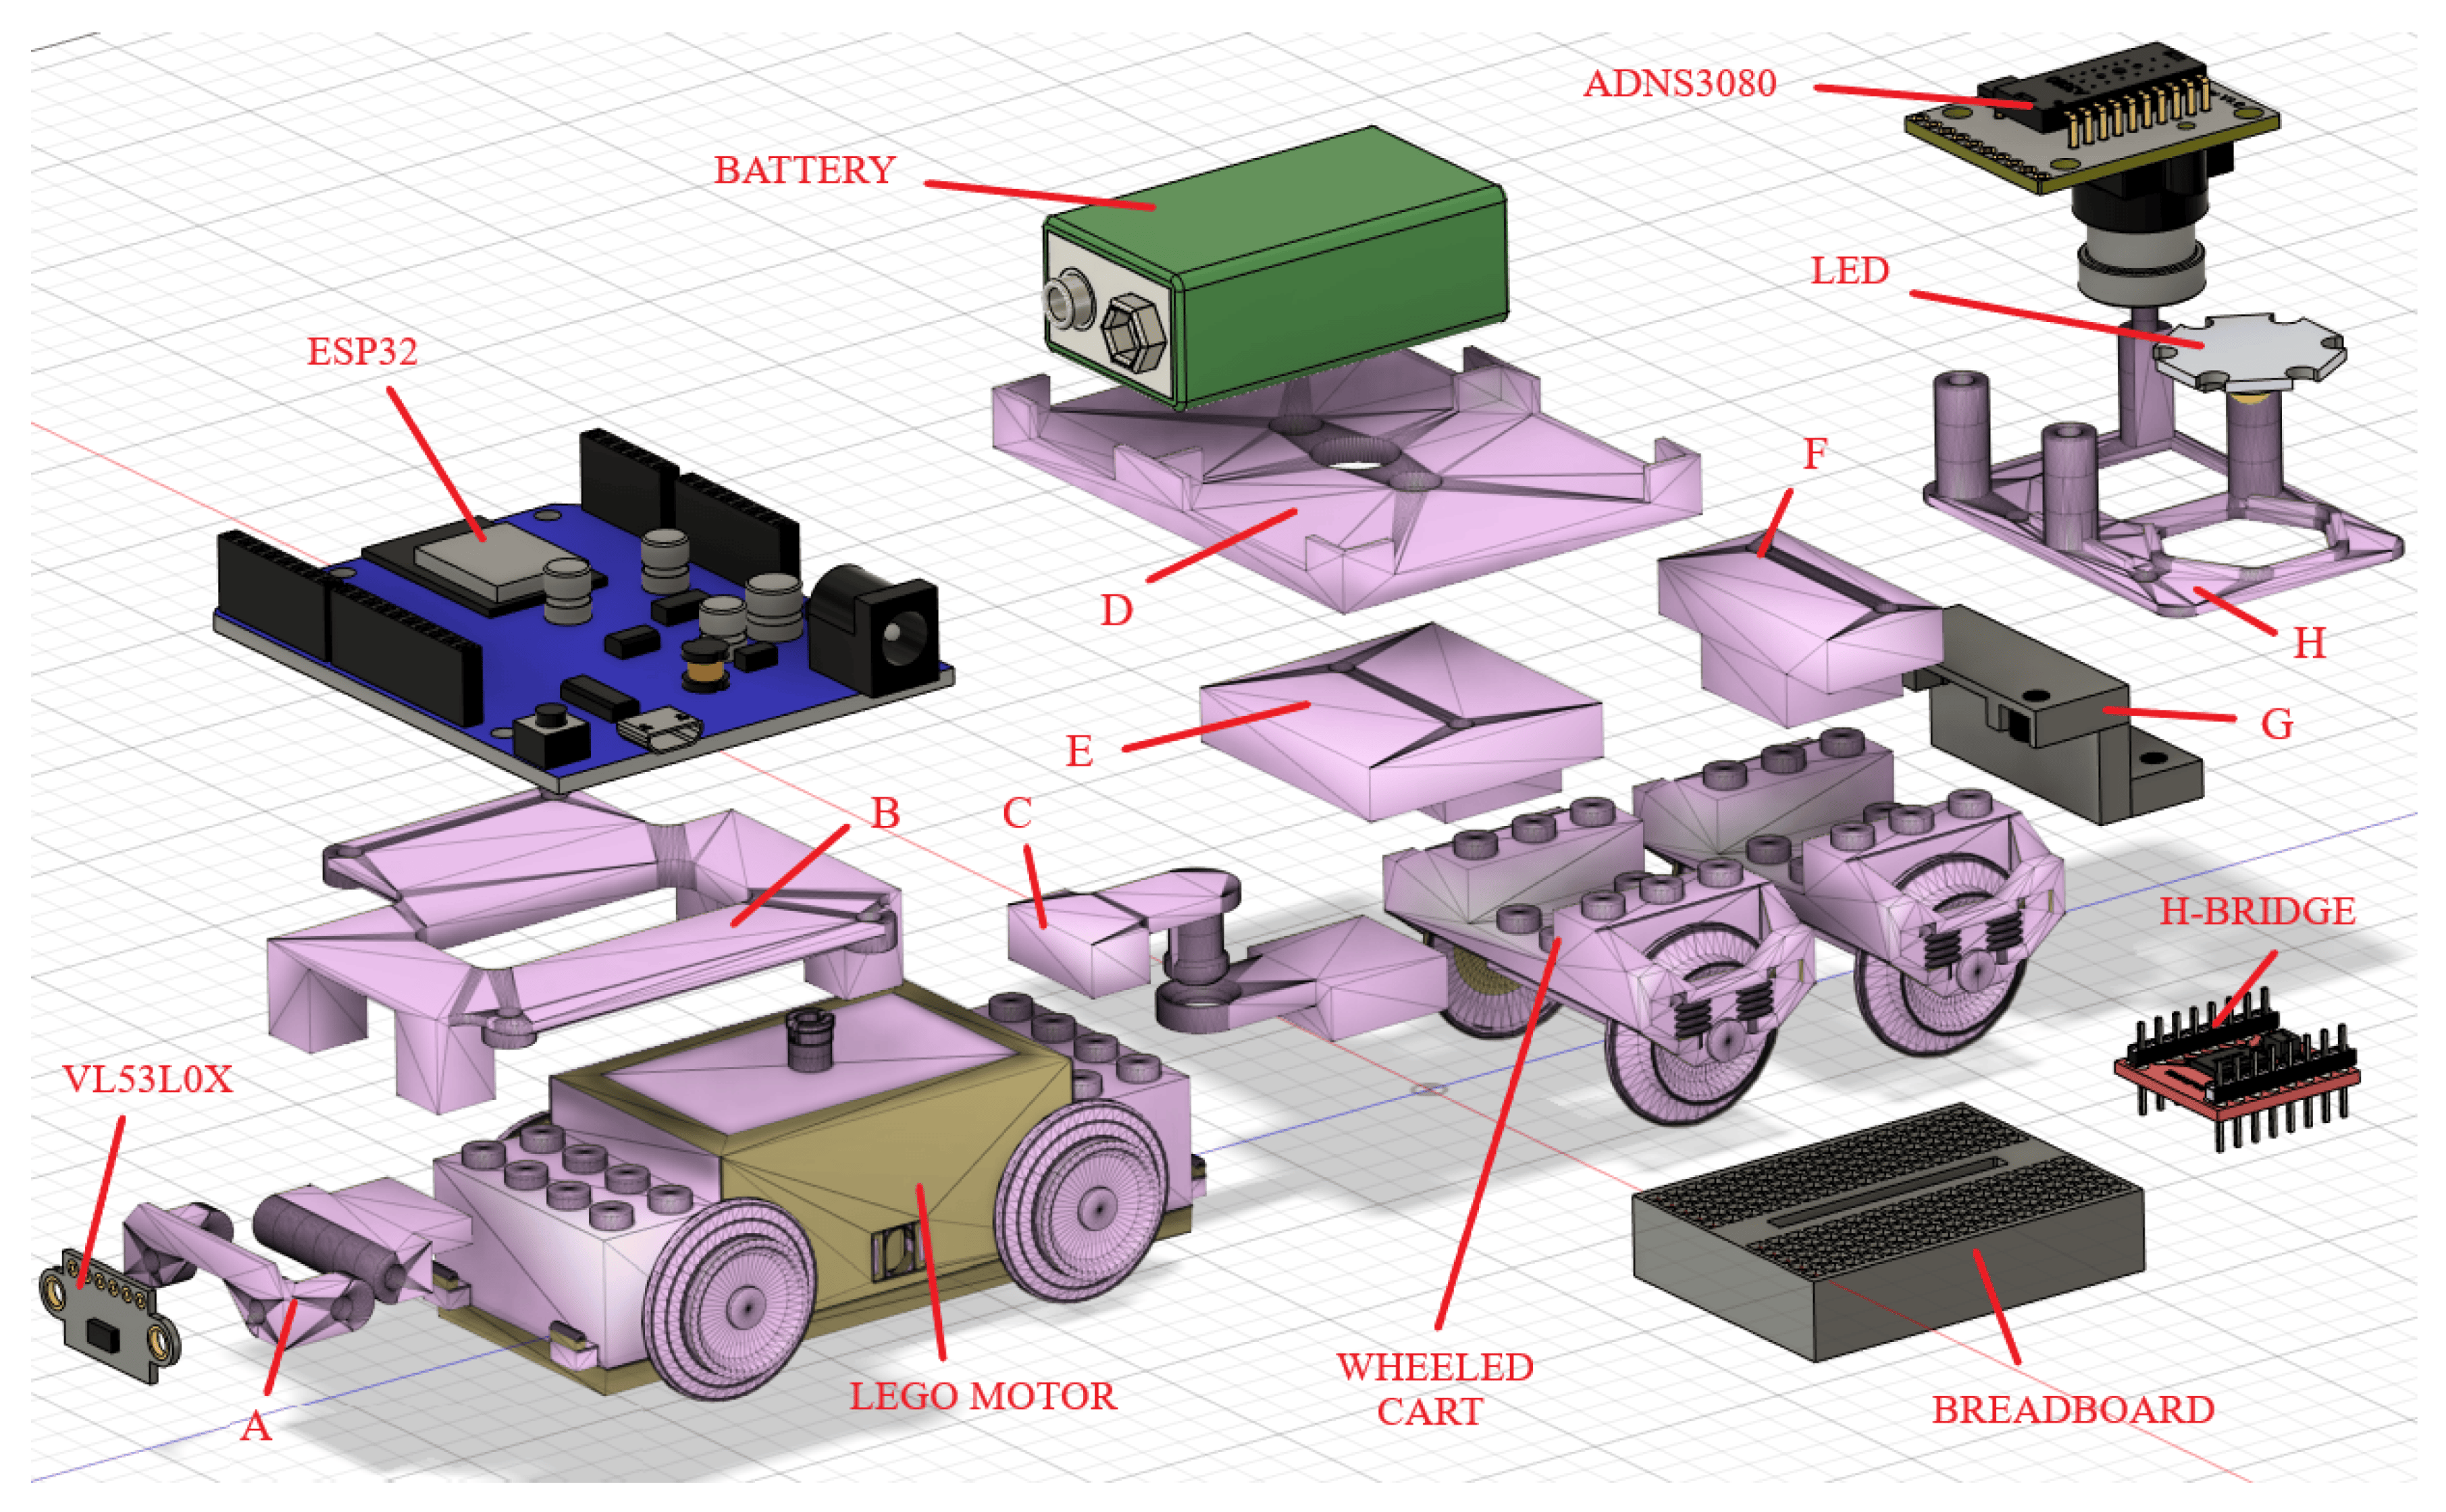 ADNS3080
BATTERY
LED
ESP32
F
D
H
E
G
B
C
H-BRIDGE
VL53L0X
LEGO MOTOR
WHEELED
CART
BREADBOARD
A